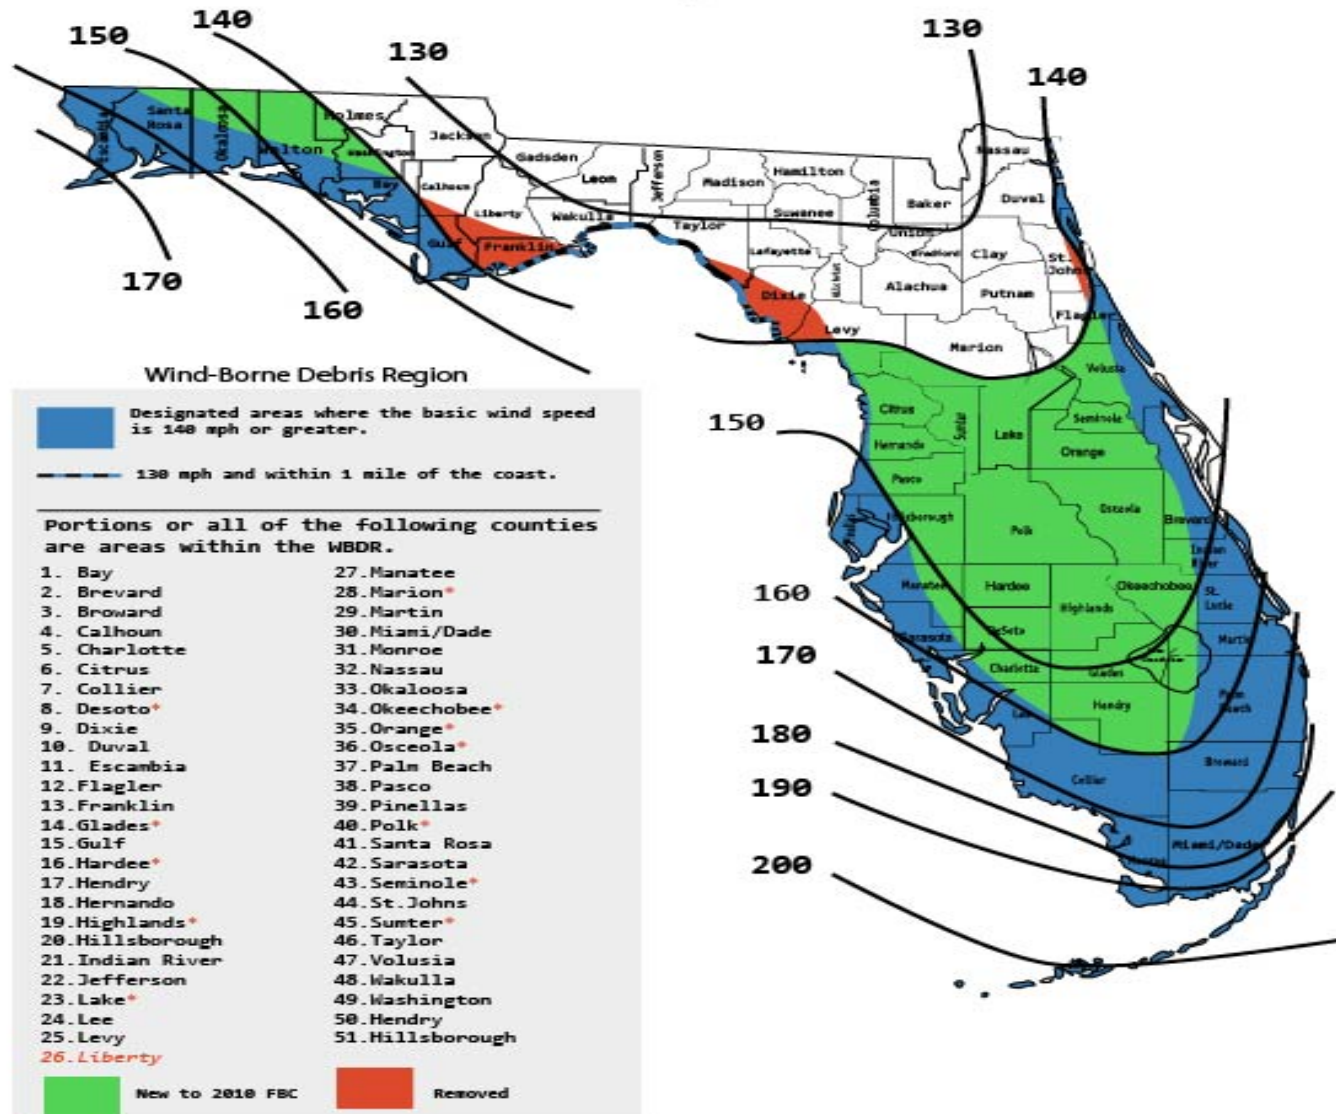 130
140
150
140
130
Holmes
Santa
Rosa
Okaloosa
Walton
Jackson
Gadsden
Leon
Jefferson
Madison
Hamilton
Columbia
Nassau
Baker
Duval
Bay
Calhoun
Liberty
Wakulla
Taylor
Suwanee
Union
Bradford
Clay
St.
Johns
Gulf
Franklin
Lafayette
Dixie
Alachua
Putnam
Flagler
Levy
Marion
170
160
Volusia
Citrus
Sumter
Lake
Seminole
Orange
Hernando
150
Pasco
Hillsborough
Polk
Osceola
Brevard
Indian
River
160
Manatee
Hardee
Highlands
Okeechobee
St.
Lucie
Sarasota
DeSoto
Martin
170
Charlotte
Glades
Lee
Hendry
Palm
Beach
180
Collier
Broward
190
Miami/Dade
200
Wind-Borne Debris Region
Designated areas where the basic wind speed
is 140 mph or greater.
130 mph and within 1 mile of the coast.
Portions or all of the following counties
are areas within the WBDR.
1. Bay
2. Brevard
3. Broward
4. Calhoun
5. Charlotte
6. Citrus
7. Collier
8. Desoto*
9. Dixie
10. Duval
11. Escambia
12.Flagler
13.Franklin
14.Glades*
15.Gulf
16.Hardee*
17.Hendry
18.Hernando
19.Highlands*
20.Hillsborough
21.Indian River
22.Jefferson
23.Lake*
24.Lee
25.Levy
26.Liberty
27.Manatee
28.Marion*
29.Martin
30.Miami/Dade
31.Monroe
32.Nassau
33.Okaloosa
34.Okeechobee*
35.Orange*
36.Osceola*
37.Palm Beach
38.Pasco
39.Pinellas
40.Polk*
41.Santa Rosa
42.Sarasota
43.Seminole*
44.St.Johns
45.Sumter*
46.Taylor
47.Volusia
48.Wakulla
49.Washington
50.Hendry
51.Hillsborough
New to 2010 FBC
Removed